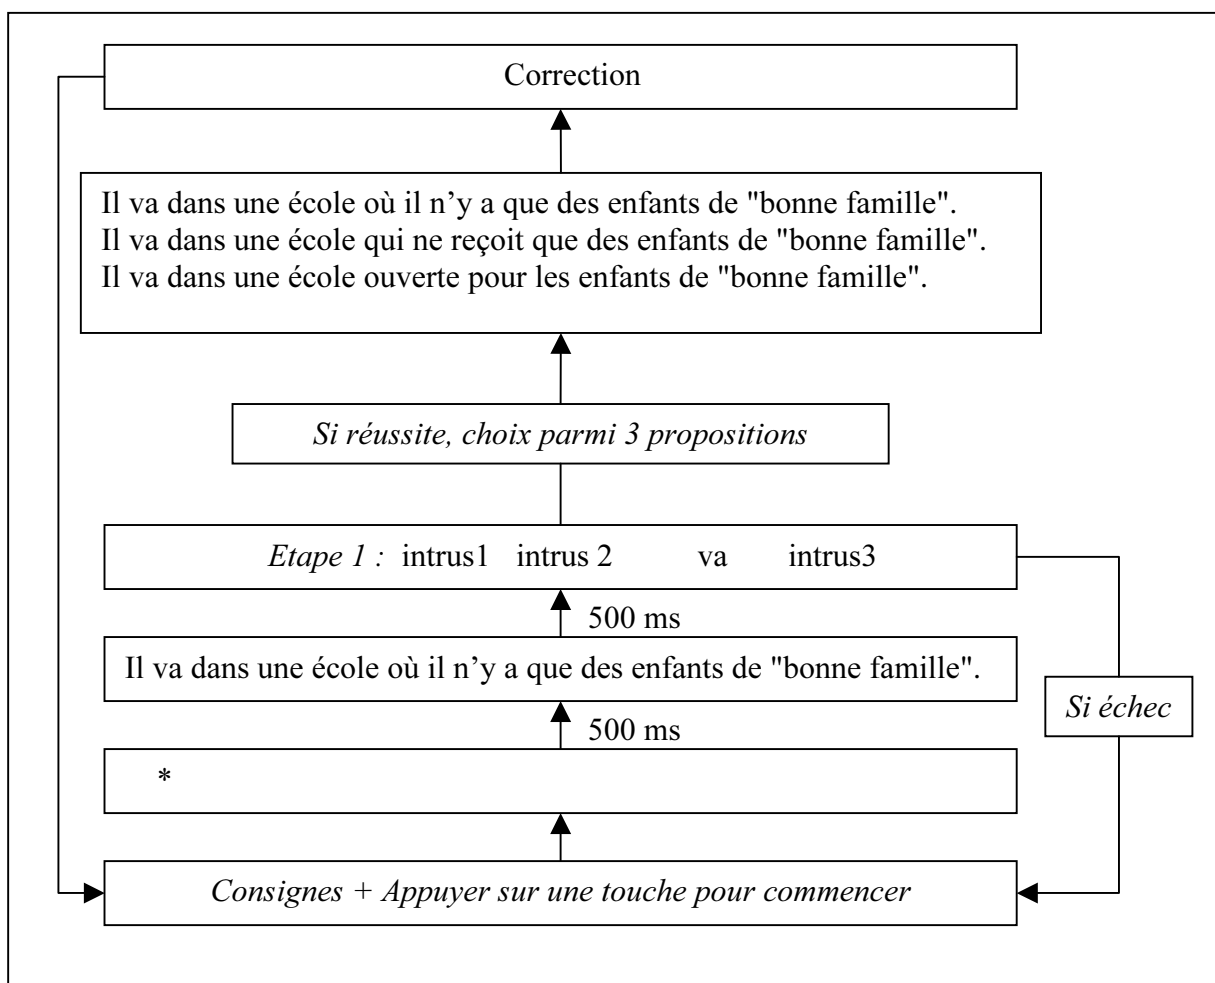 Correction
Il va dans une école où il n’y a que des enfants de "bonne famille".
Il va dans une école qui ne reçoit que des enfants de "bonne famille".
Il va dans une école ouverte pour les enfants de "bonne famille".
Si réussite, choix parmi 3 propositions
Etape 1 : intrus1 intrus 2 va intrus3
500 ms
Il va dans une école où il n’y a que des enfants de "bonne famille".
Si échec
500 ms
*
Consignes + Appuyer sur une touche pour commencer